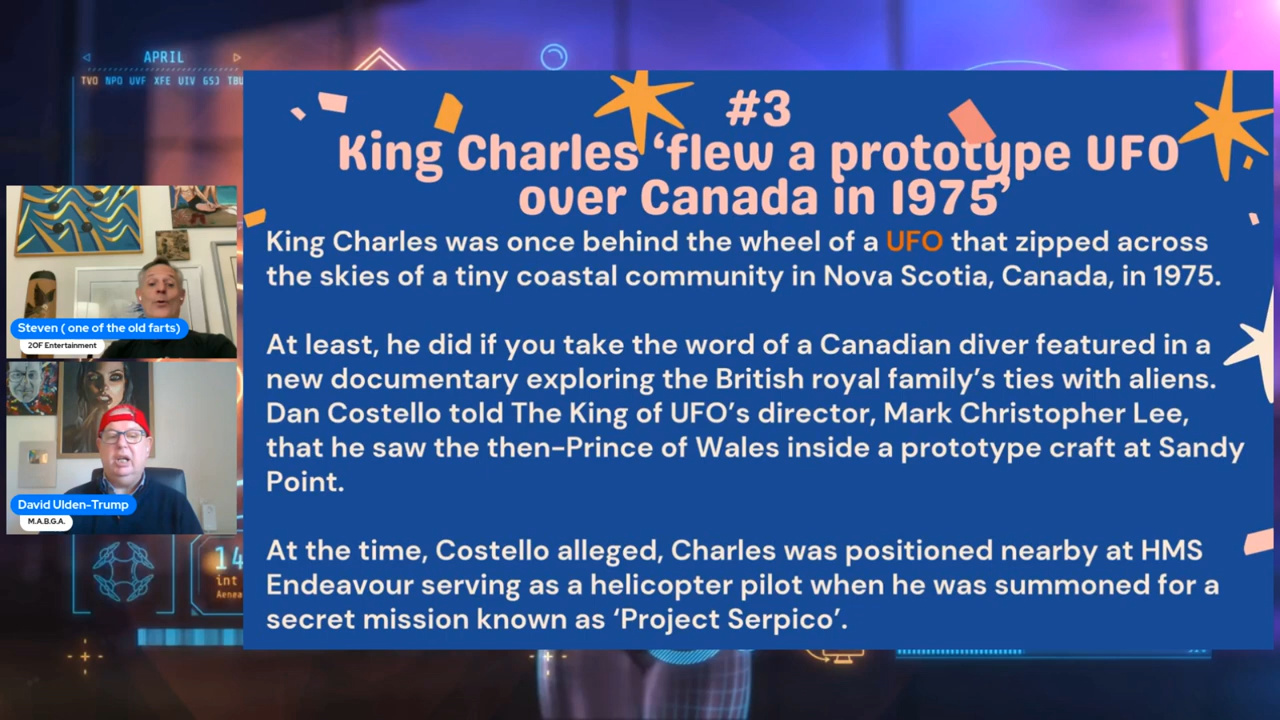 APRIL
TVO NPO UVF XFE UIV GSJ TBU
#3
King Charles ‘flew a prototype UFO
over Canada in 1975’
King Charles was once behind the wheel of a UFO that zipped across
the skies of a tiny coastal community in Nova Scotia, Canada, in 1975.
At least, he did if you take the word of a Canadian diver featured in a
new documentary exploring the British royal family’s ties with aliens.
Dan Costello told The King of UFO’s director, Mark Christopher Lee,
that he saw the then-Prince of Wales inside a prototype craft at Sandy
Point.
At the time, Costello alleged, Charles was positioned nearby at HMS
Endeavour serving as a helicopter pilot when he was summoned for a
secret mission known as ‘Project Serpico’.
Steven ( one of the old farts)
2OF Entertainment
David Ulden-Trump
M.A.B.G.A.
14
int
Aenea